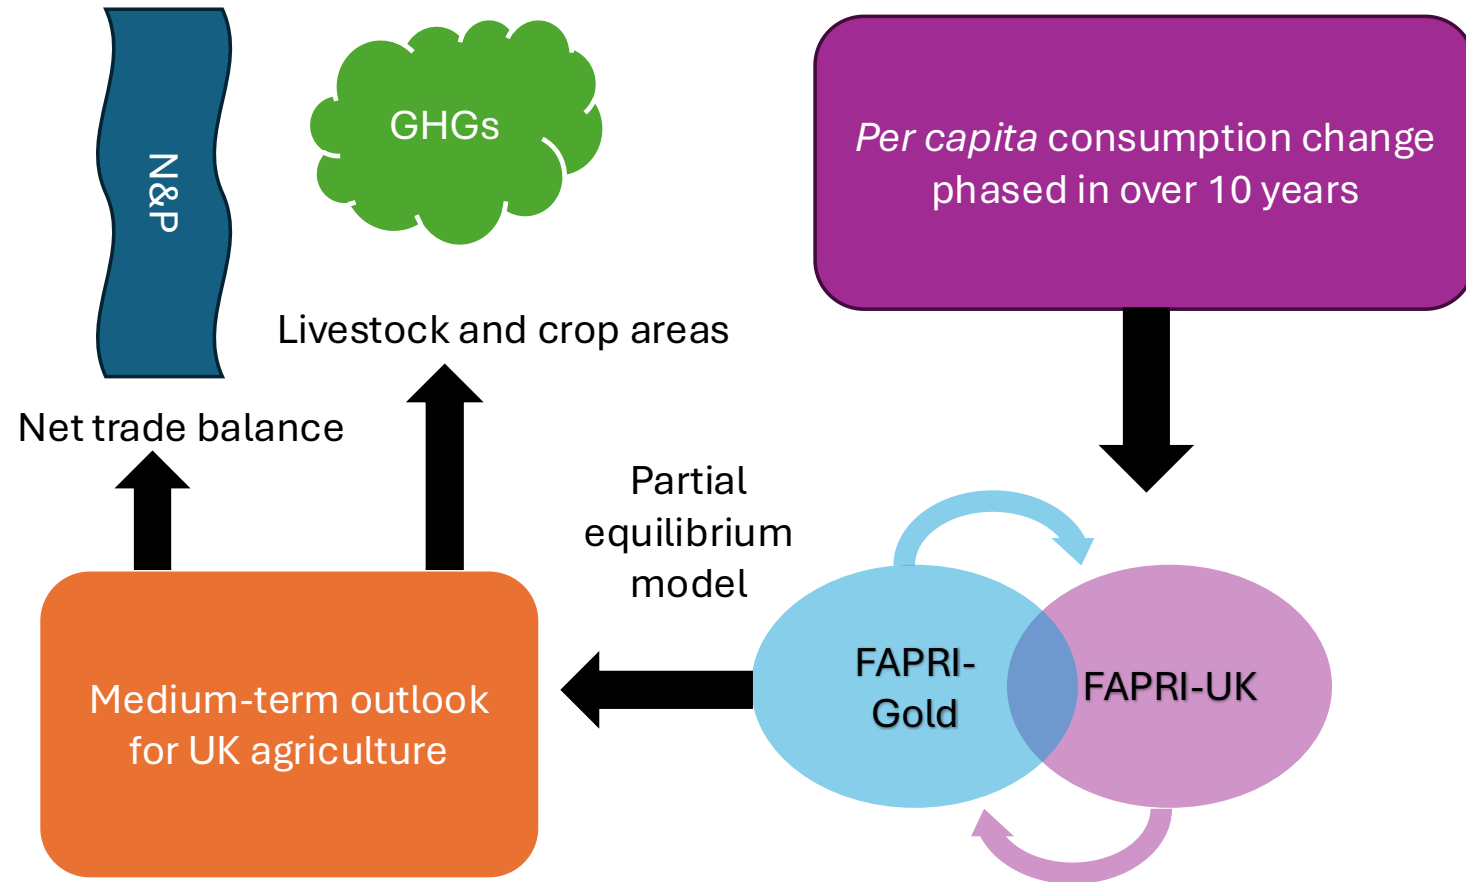 N&P
GHGs
Per capita consumption change
phased in over 10 years
Livestock and crop areas
Net trade balance
Partial
equilibrium
model
FAPRI-
Gold
FAPRI-UK
Medium-term outlook
for UK agriculture